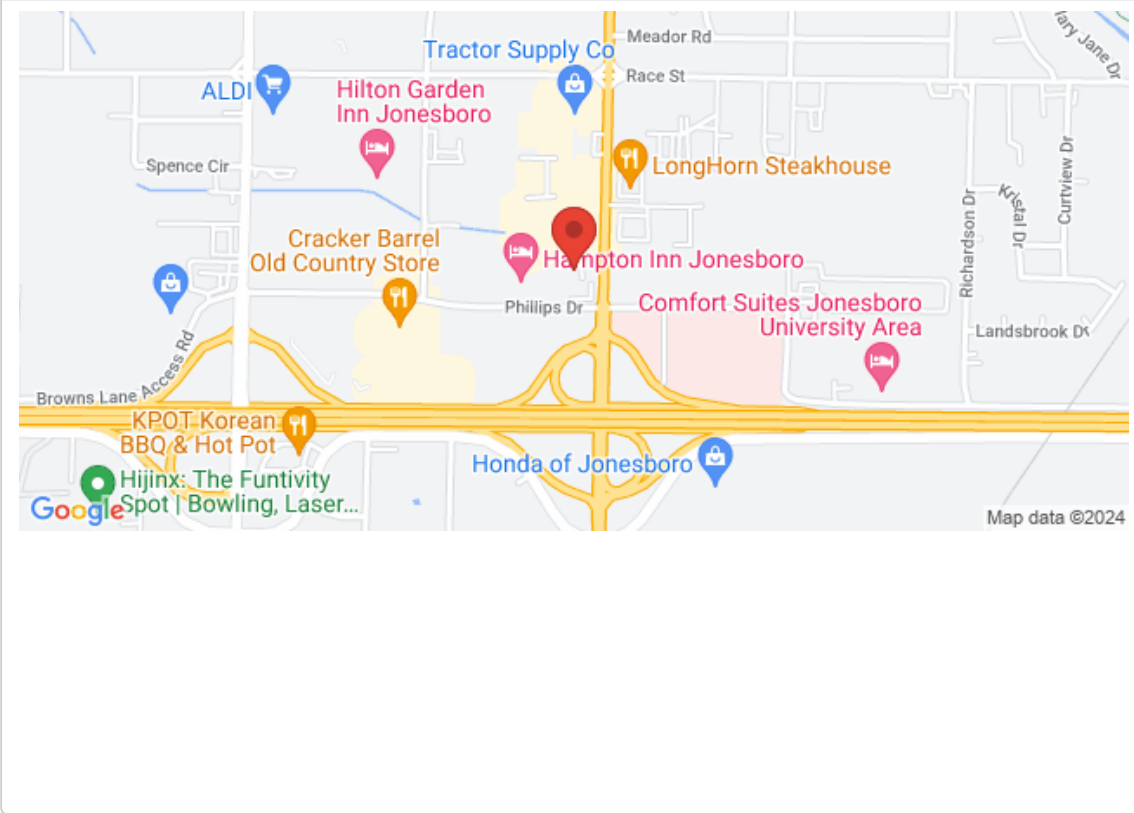 Meador Rd
ary Jane Dr
Tractor Supply Co
Race St
ALDI
Hilton Garden
Inn Jonesboro
Spence Cir
LongHorn Steakhouse
Kristal Dr
Curtview Dr
Richardson Dr
Cracker Barrel
Old Country Store
Hampton Inn Jonesboro
Phillips Dr
Comfort Suites Jonesboro
University Area
Landsbrook Dr
Browns Lane Access Rd
KPOT Korean
BBQ & Hot Pot
Honda of Jonesboro
Hijinx: The Funtivity
Spot | Bowling, Laser...
Google
Map data ©2024